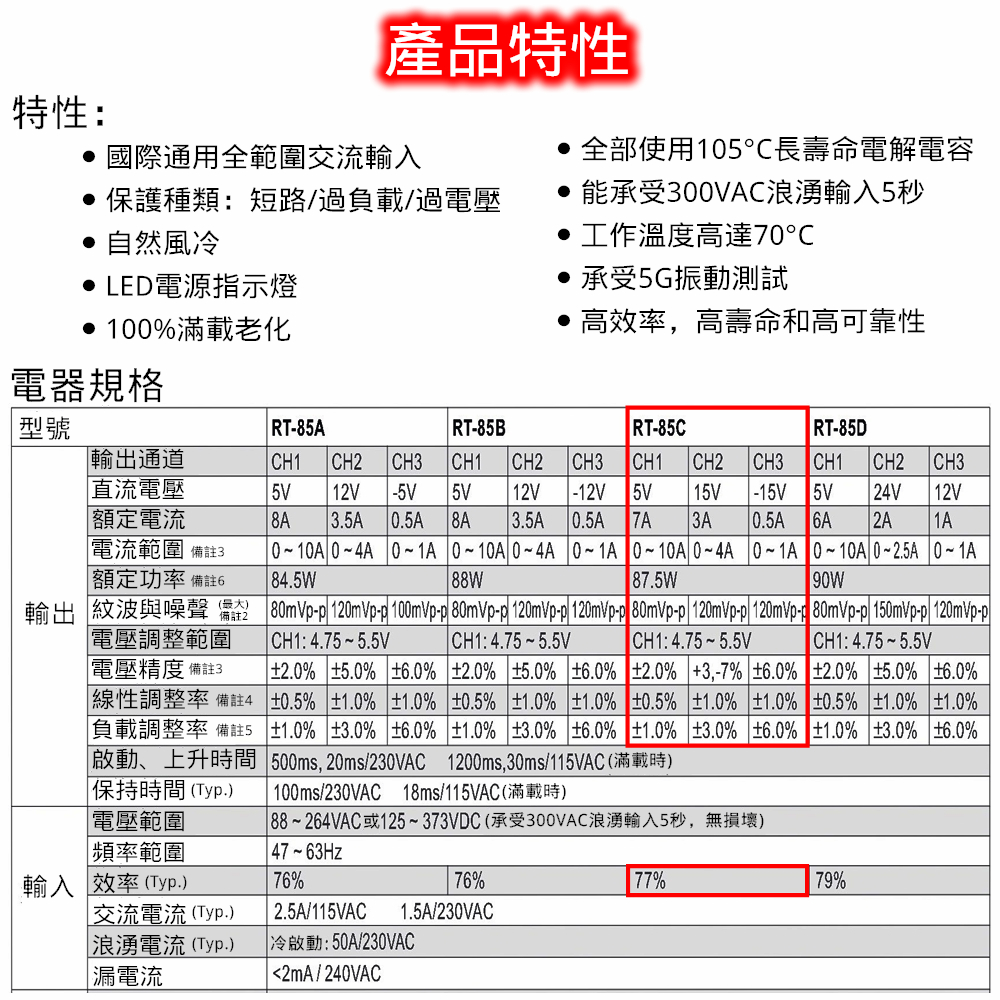 產品特性
特性：
• 國際通用全範圍交流輸入
• 保護種類：短路/過負載/過電壓
• 自然風冷
• LED電源指示燈
• 100%滿載老化
• 全部使用105°C長壽命電解電容
• 能承受300VAC浪湧輸入5秒
• 工作溫度高達70°C
• 承受5G振動測試
• 高效率，高壽命和高可靠性
電器規格
型號 RT-85A RT-85B RT-85C RT-85D
輸出
輸出通道 CH1 CH2 CH3 CH1 CH2 CH3 CH1 CH2 CH3 CH1 CH2 CH3
直流電壓 5V 12V -5V 5V 12V -12V 5V 15V -15V 5V 24V 12V
額定電流 8A 3.5A 0.5A 8A 3.5A 0.5A 7A 3A 0.5A 6A 2A 1A
電流範圍 備註3 0~10A 0~4A 0~1A 0~10A 0~4A 0~1A 0~10A 0~4A 0~1A 0~10A 0~2.5A 0~1A
額定功率 備註6 84.5W 88W 87.5W 90W
紋波與噪聲 (最大) 備註2 80mVp-p 120mVp-p 100mVp-p 80mVp-p 120mVp-p 120mVp-p 80mVp-p 120mVp-p 120mVp-p 80mVp-p 150mVp-p 120mVp-p
電壓調整範圍 CH1: 4.75~5.5V CH1: 4.75~5.5V CH1: 4.75~5.5V CH1: 4.75~5.5V
電壓精度 備註3 ±2.0% ±5.0% ±6.0% ±2.0% ±5.0% ±6.0% ±2.0% +3,-7% ±6.0% ±2.0% ±5.0% ±6.0%
線性調整率 備註4 ±0.5% ±1.0% ±1.0% ±0.5% ±1.0% ±1.0% ±0.5% ±1.0% ±1.0% ±0.5% ±1.0% ±1.0%
負載調整率 備註5 ±1.0% ±3.0% ±6.0% ±1.0% ±3.0% ±6.0% ±1.0% ±3.0% ±6.0% ±1.0% ±3.0% ±6.0%
啟動、上升時間 500ms, 20ms/230VAC 1200ms,30ms/115VAC(滿載時)
保持時間 (Typ.) 100ms/230VAC 18ms/115VAC(滿載時)
輸入
電壓範圍 88~264VAC或125~373VDC (承受300VAC浪湧輸入5秒，無損壞)
頻率範圍 47~63Hz
效率 (Typ.) 76% 76% 77% 79%
交流電流 (Typ.) 2.5A/115VAC 1.5A/230VAC
浪湧電流 (Typ.) 冷啟動: 50A/230VAC
漏電流 <2mA / 240VAC